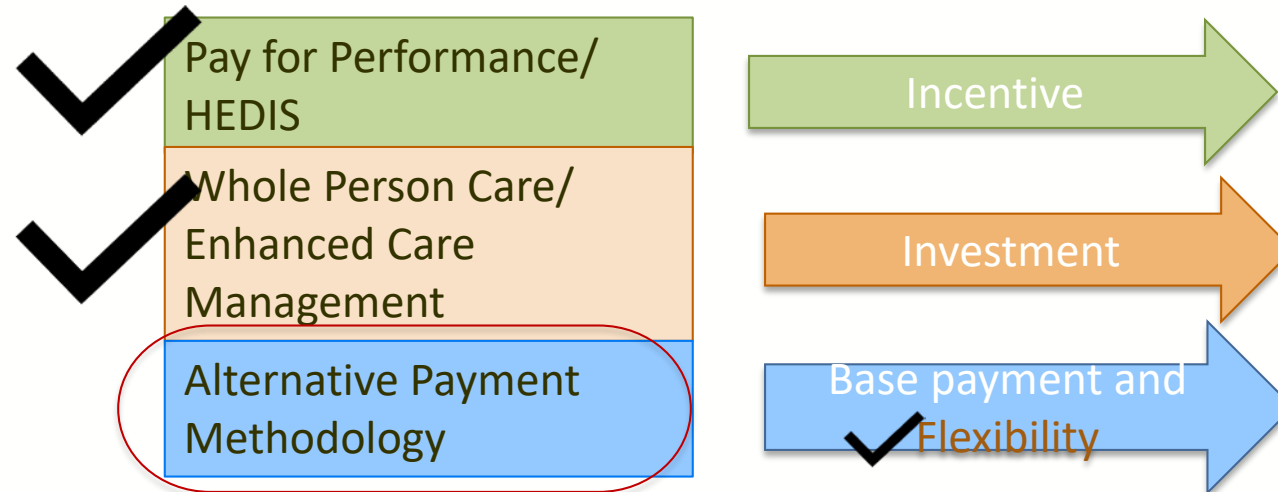 Pay for Performance/
HEDIS
Incentive
Whole Person Care/
Enhanced Care
Management
Investment
Alternative Payment
Methodology
Base payment and
Flexibility